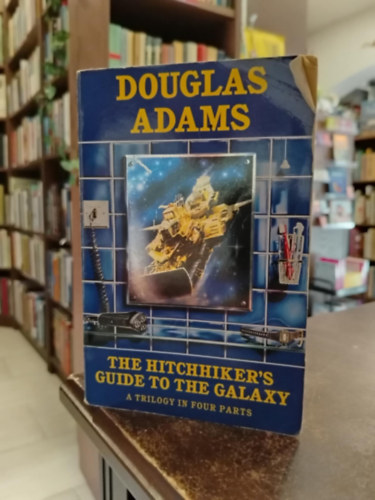 DOUGLAS
ADAMS
THE HITCHHIKER'S
GUIDE TO THE GALAXY
A TRILOGY IN FOUR PARTS